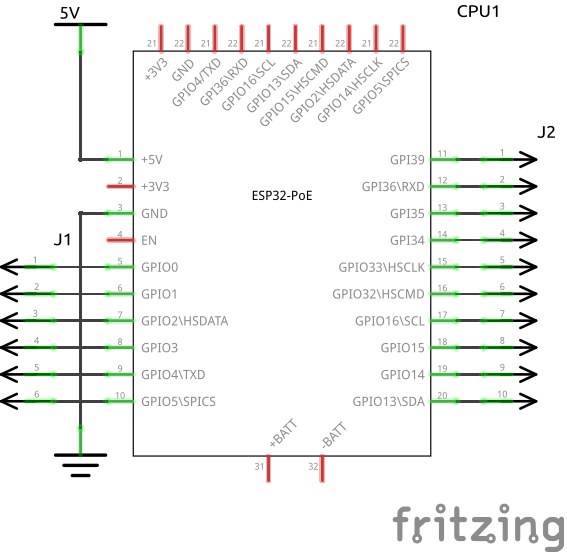 5V
CPU1
21 22 21 22 21 22 21 22 21 22
+3V3
GND
GPIO4/TXD
GPI36\RXD
GPIO16\SCL
GPIO13\SDA
GPIO15\HSCMD
GPIO2\HSDATA
GPIO14\HSCLK
GPIO5\SPICS
J2
1 +5V GPI39 11 1
2 +3V3 ESP32-PoE GPI36\RXD 12 2
3 GND GPI35 13 3
J1 4 EN GPI34 14 4
1 5 GPIO0 GPIO33\HSCLK 15 5
2 6 GPIO1 GPIO32\HSCMD 16 6
3 7 GPIO2\HSDATA GPIO16\SCL 17 7
4 8 GPIO3 GPIO15 18 8
5 9 GPIO4\TXD GPIO14 19 9
6 10 GPIO5\SPICS GPIO13\SDA 20 10
+BATT -BATT
31 32
fritzing